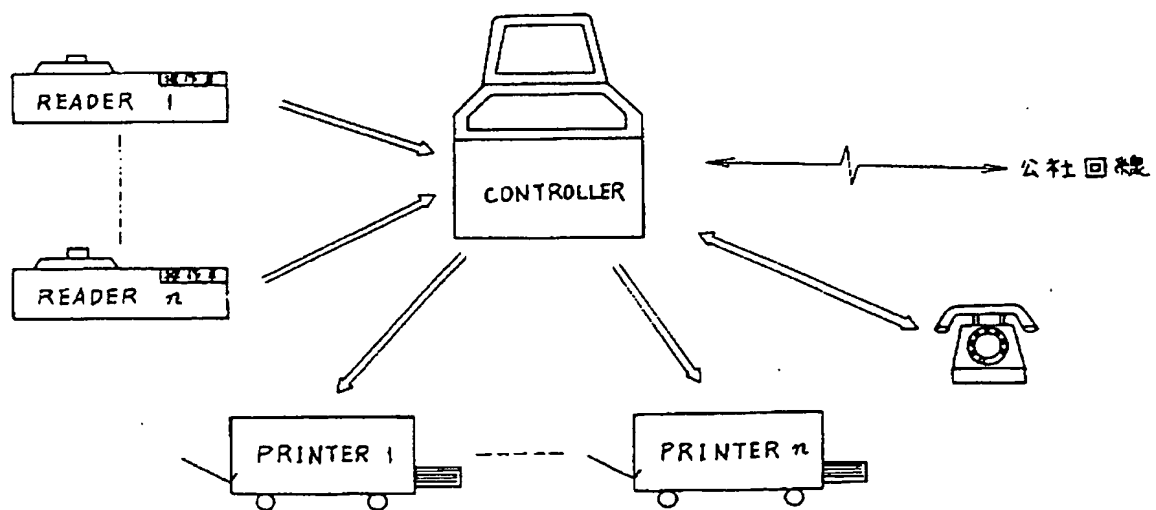 READER 1
CONTROLLER
公社回線
READER n
PRINTER 1
PRINTER n